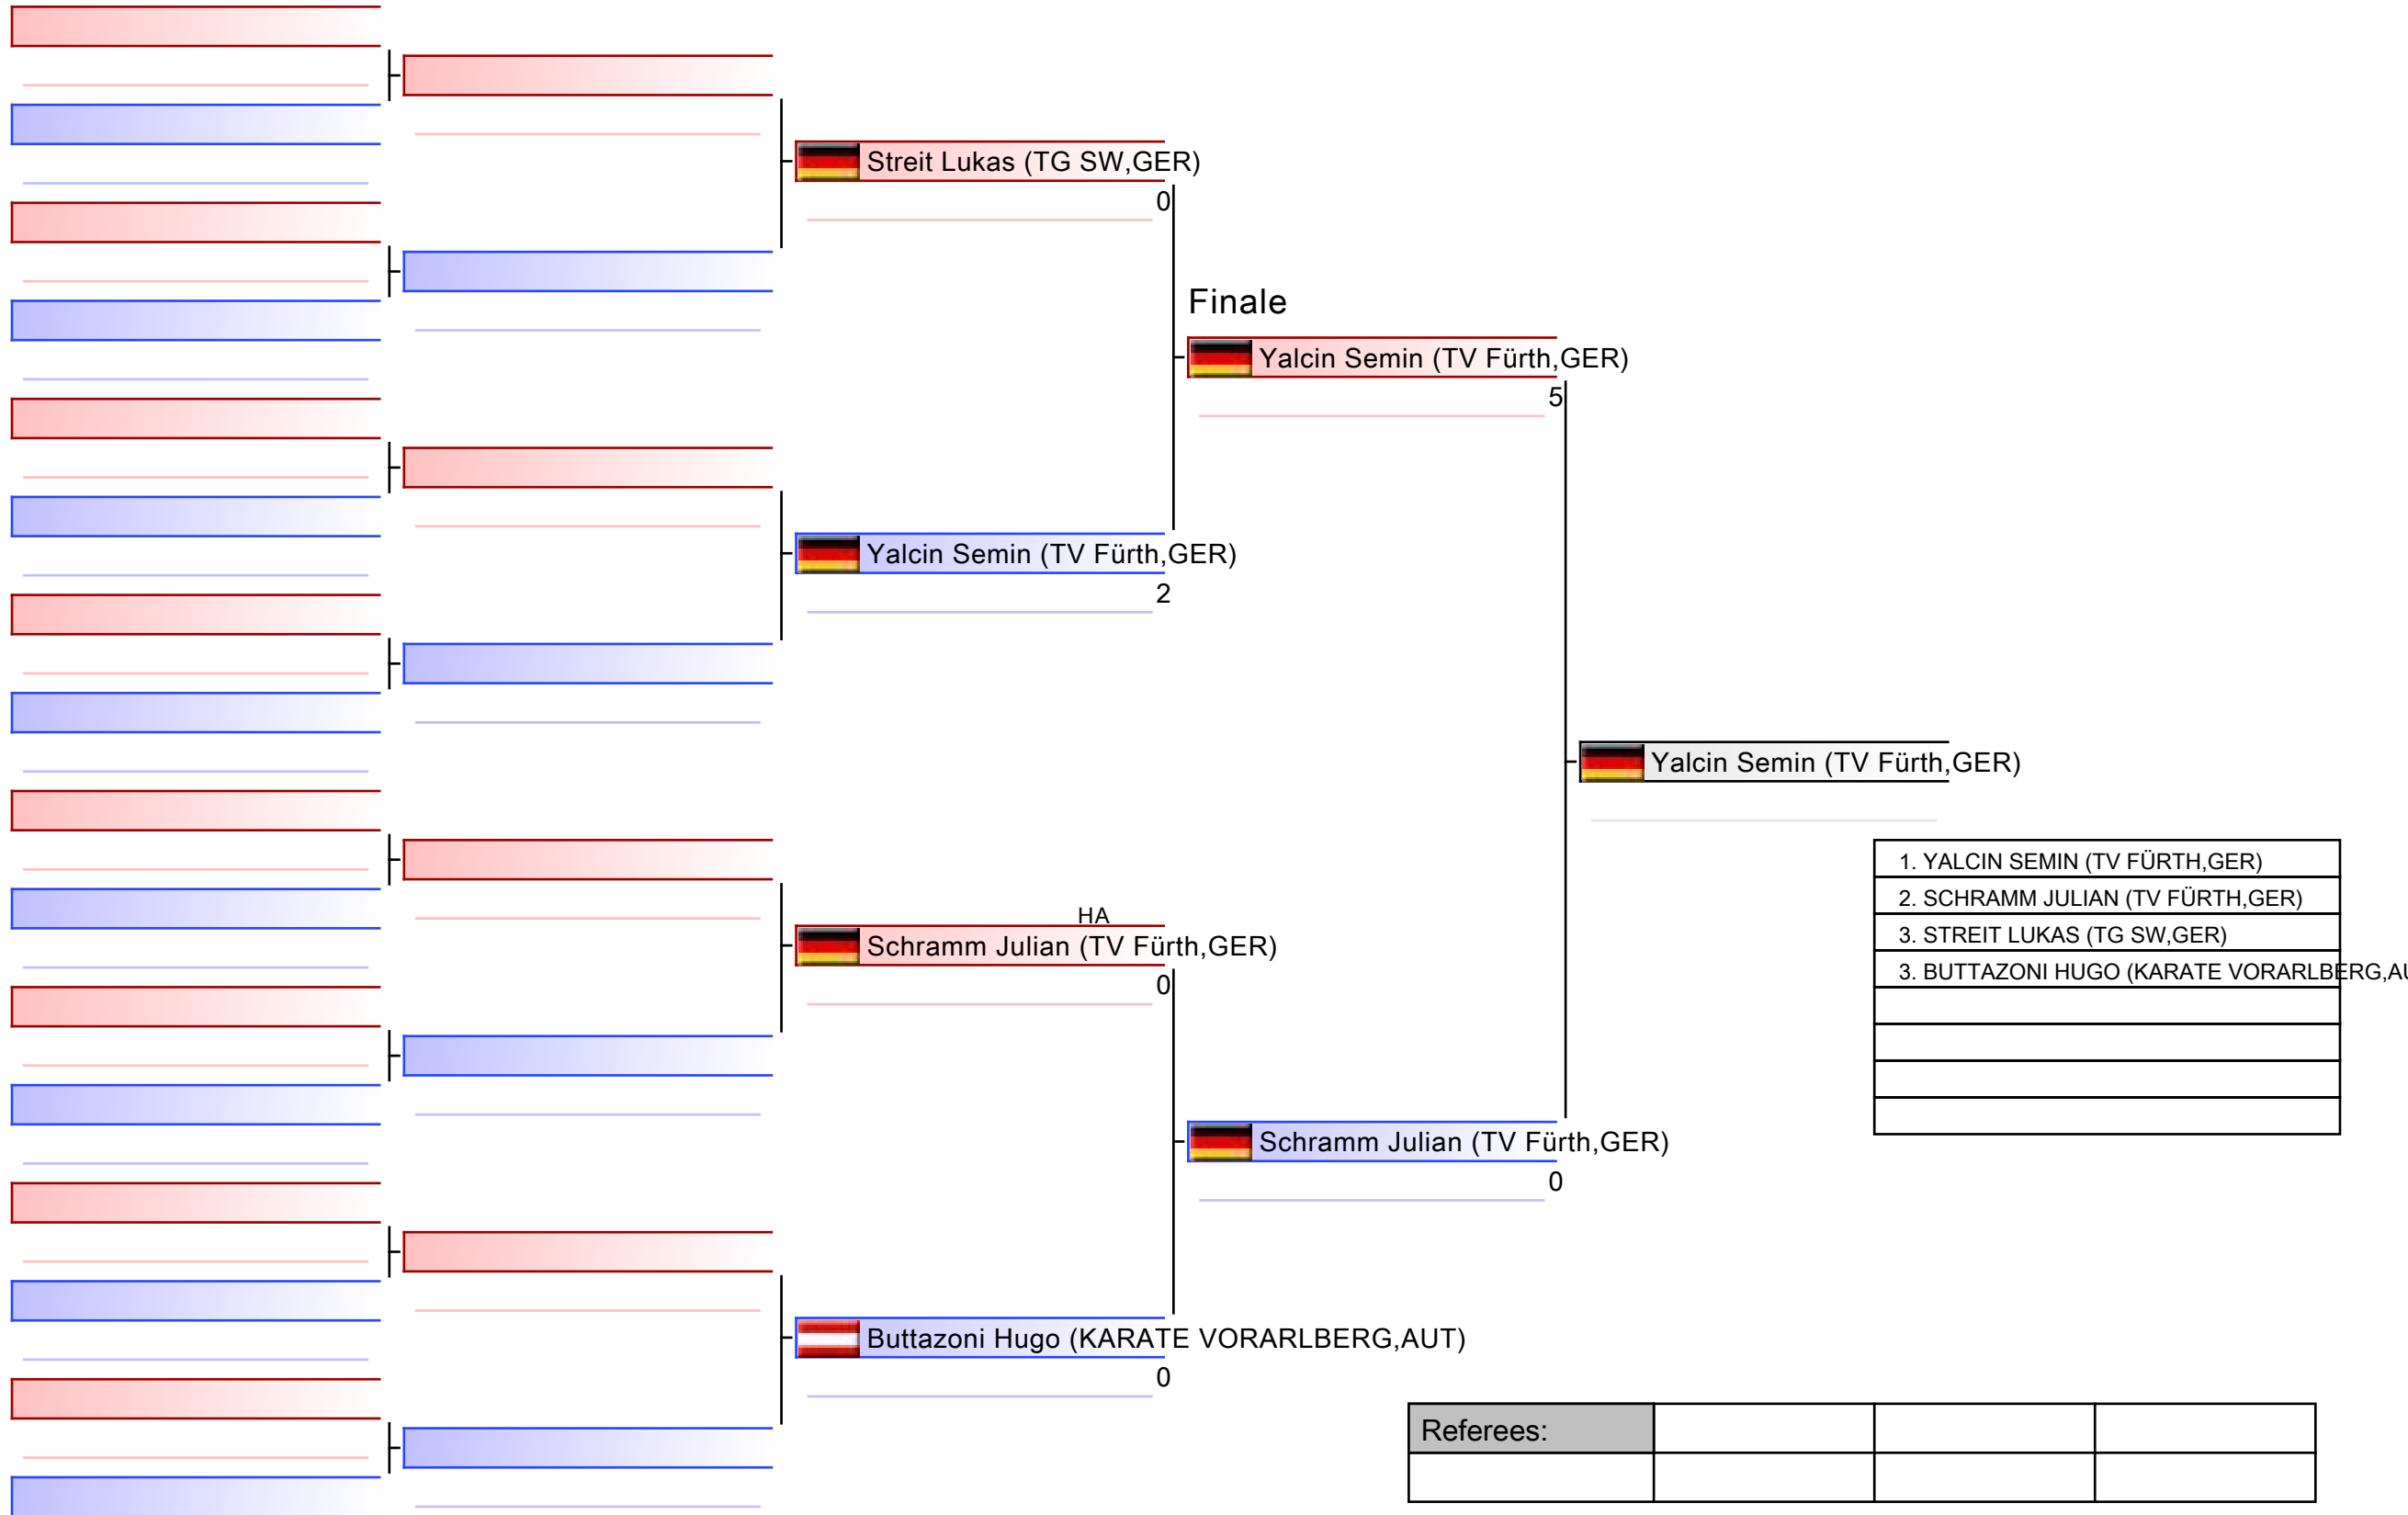 Streit Lukas (TG SW,GER)
0
Finale
Yalcin Semin (TV Fürth,GER)
5
Yalcin Semin (TV Fürth,GER)
2
Yalcin Semin (TV Fürth,GER)
1. YALCIN SEMIN (TV FÜRTH,GER)
2. SCHRAMM JULIAN (TV FÜRTH,GER)
3. STREIT LUKAS (TG SW,GER)
3. BUTTAZONI HUGO (KARATE VORARLBERG,AU
HA
Schramm Julian (TV Fürth,GER)
0
Schramm Julian (TV Fürth,GER)
0
Buttazoni Hugo (KARATE VORARLBERG,AUT)
0
Referees: